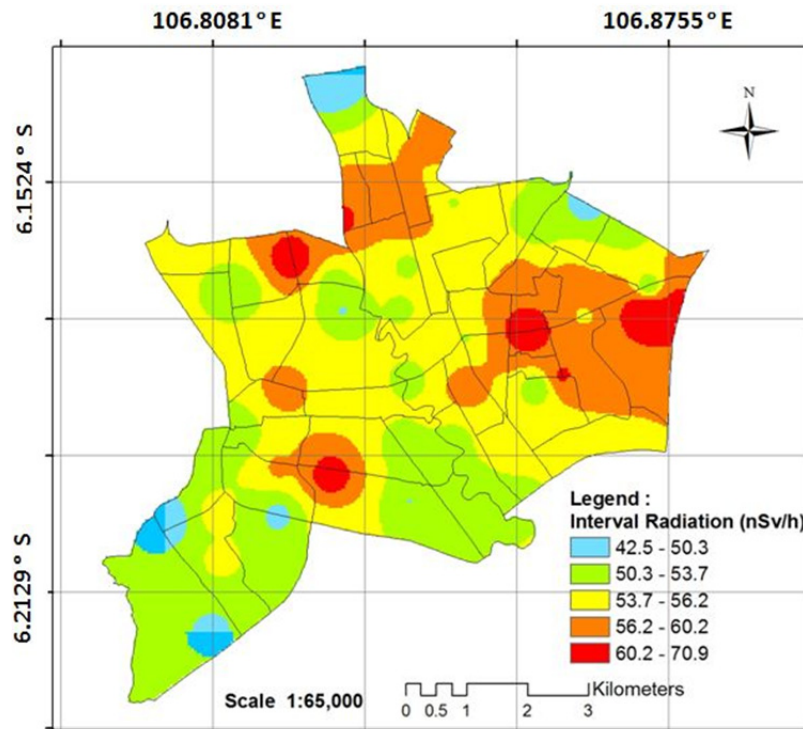 106.8081° E
106.8755° E
N
6.1524° S
6.2129° S
Legend :
Interval Radiation (nSv/h)
42.5 - 50.3
50.3 - 53.7
53.7 - 56.2
56.2 - 60.2
60.2 - 70.9
Scale 1:65,000
Kilometers
0 0.5 1 2 3